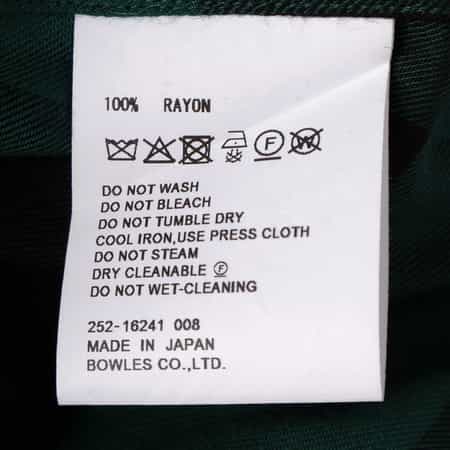 100% RAYON
F W
DO NOT WASH
DO NOT BLEACH
DO NOT TUMBLE DRY
COOL IRON,USE PRESS CLOTH
DO NOT STEAM
DRY CLEANABLE Ⓕ
DO NOT WET-CLEANING
252-16241 008
MADE IN JAPAN
BOWLES CO.,LTD.